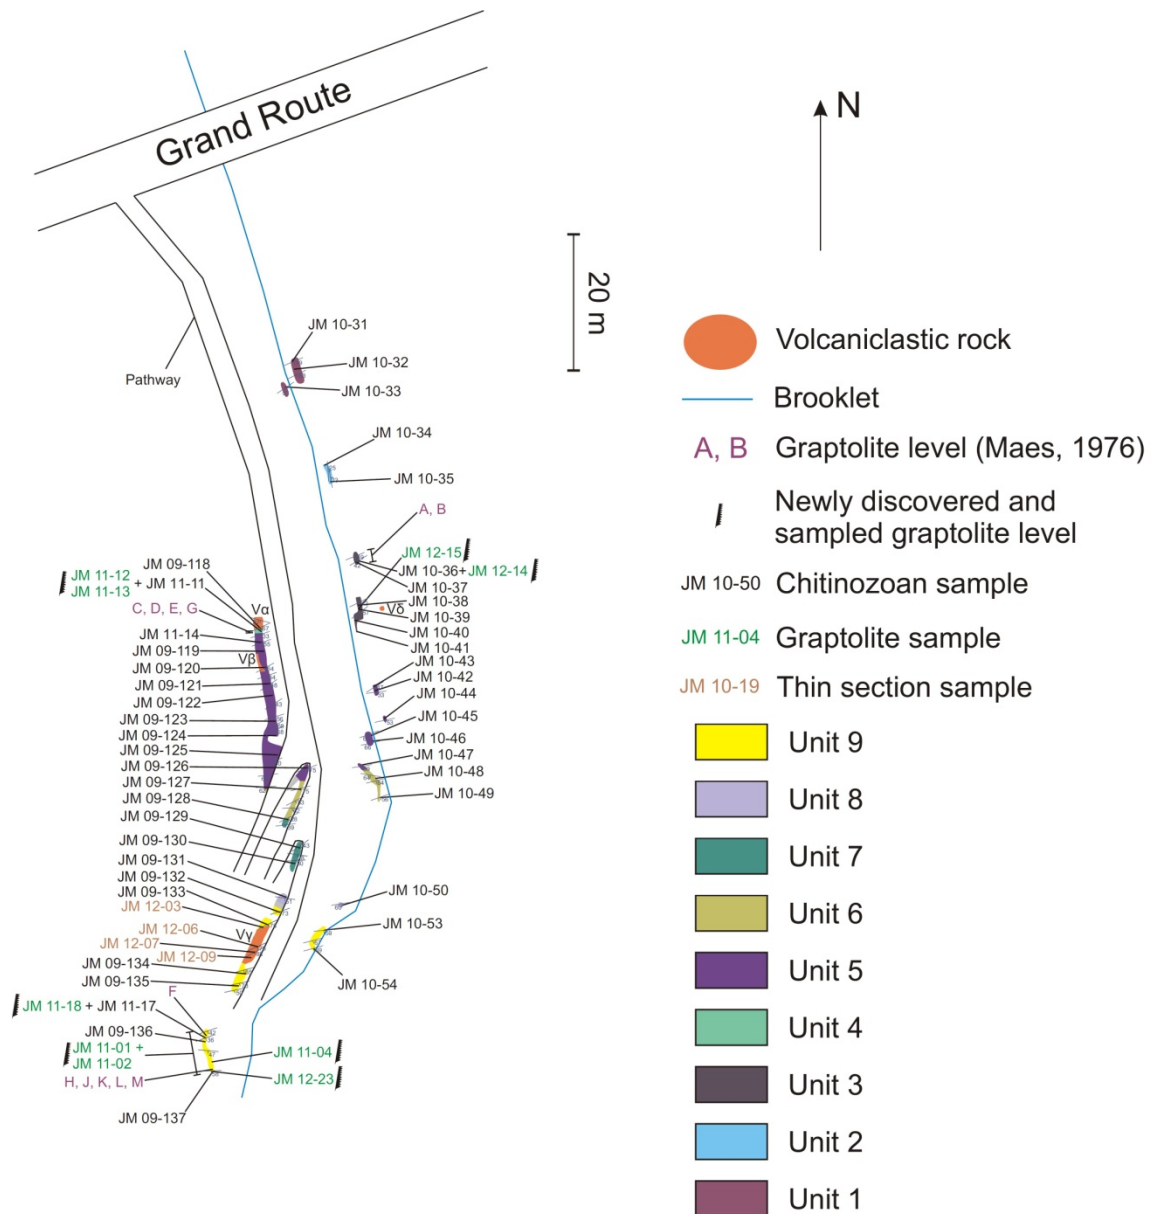 Grand Route
N
20 m
Pathway
JM 10-31
JM 10-32
JM 10-33
JM 10-34
JM 10-35
A, B
JM 12-15
JM 10-36+JM 12-14
JM 10-37
JM 10-38
Vδ
JM 10-39
JM 10-40
JM 10-41
JM 10-43
JM 10-42
JM 10-44
JM 10-45
JM 10-46
JM 10-47
JM 10-48
JM 10-49
JM 10-50
JM 10-53
JM 10-54
JM 09-118
JM 11-12
JM 11-13
+ JM 11-11
C, D, E, G
Vα
JM 11-14
JM 09-119
Vβ
JM 09-120
JM 09-121
JM 09-122
JM 09-123
JM 09-124
JM 09-125
JM 09-126
JM 09-127
JM 09-128
JM 09-129
JM 09-130
JM 09-131
JM 09-132
JM 09-133
JM 12-03
JM 12-06
Vγ
JM 12-07
JM 12-09
JM 09-134
JM 09-135
F
JM 11-18 + JM 11-17
JM 09-136
JM 11-01 +
JM 11-02
JM 11-04
H, J, K, L, M
JM 12-23
JM 09-137
Volcaniclastic rock
Brooklet
A, B Graptolite level (Maes, 1976)
Newly discovered and
sampled graptolite level
JM 10-50 Chitinozoan sample
JM 11-04 Graptolite sample
JM 10-19 Thin section sample
Unit 9
Unit 8
Unit 7
Unit 6
Unit 5
Unit 4
Unit 3
Unit 2
Unit 1